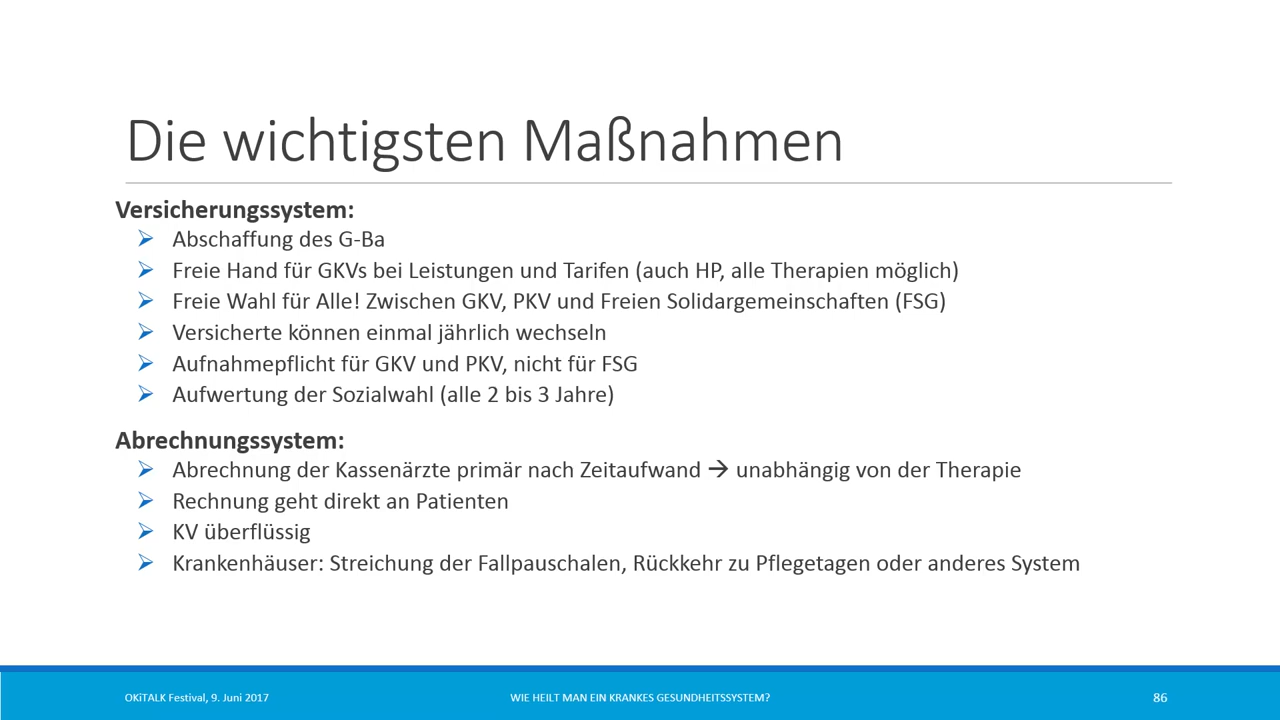 Die wichtigsten Maßnahmen
Versicherungssystem:
Abschaffung des G-Ba
Freie Hand für GKVs bei Leistungen und Tarifen (auch HP, alle Therapien möglich)
Freie Wahl für Alle! Zwischen GKV, PKV und Freien Solidargemeinschaften (FSG)
Versicherte können einmal jährlich wechseln
Aufnahmepflicht für GKV und PKV, nicht für FSG
Aufwertung der Sozialwahl (alle 2 bis 3 Jahre)
Abrechnungssystem:
Abrechnung der Kassenärzte primär nach Zeitaufwand → unabhängig von der Therapie
Rechnung geht direkt an Patienten
KV überflüssig
Krankenhäuser: Streichung der Fallpauschalen, Rückkehr zu Pflegetagen oder anderes System
OKiTALK Festival, 9. Juni 2017
WIE HEILT MAN EIN KRANKES GESUNDHEITSSYSTEM?
86